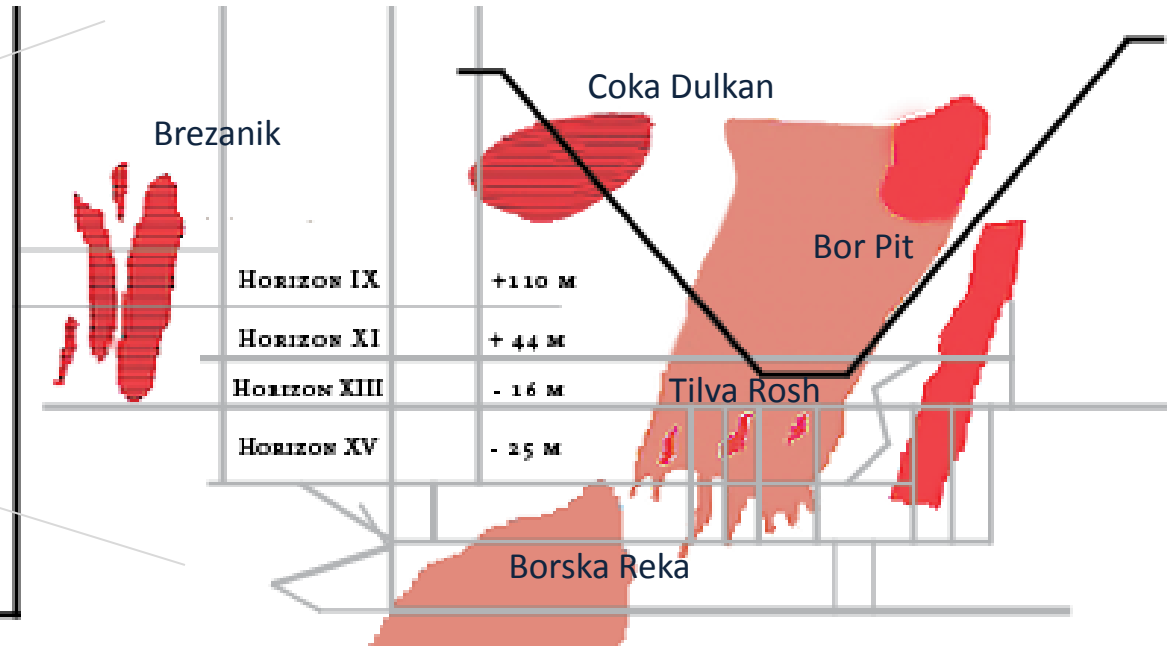 Coka Dulkan
Brezanik
Bor Pit
HORIZON IX +110 M
HORIZON XI + 44 M
HORIZON XIII - 16 M
Tilva Rosh
HORIZON XV - 25 M
Borska Reka